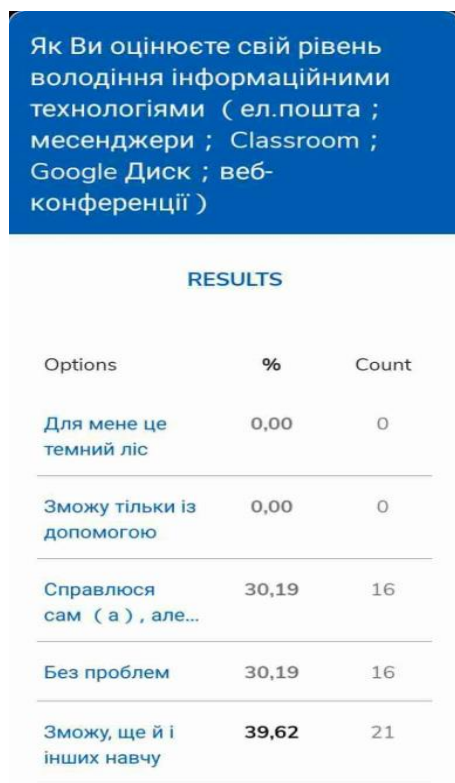 Як Ви оцінюєте свій рівень
володіння інформаційними
технологіями ( ел.пошта ;
месенджери ; Classroom ;
Google Диск ; веб-
конференції )
RESULTS
Options % Count
Для мене це 0,00 0
темний ліс
Зможу тільки із 0,00 0
допомогою
Справлюся 30,19 16
сам ( а ) , але...
Без проблем 30,19 16
Зможу, ще й і 39,62 21
інших навчу